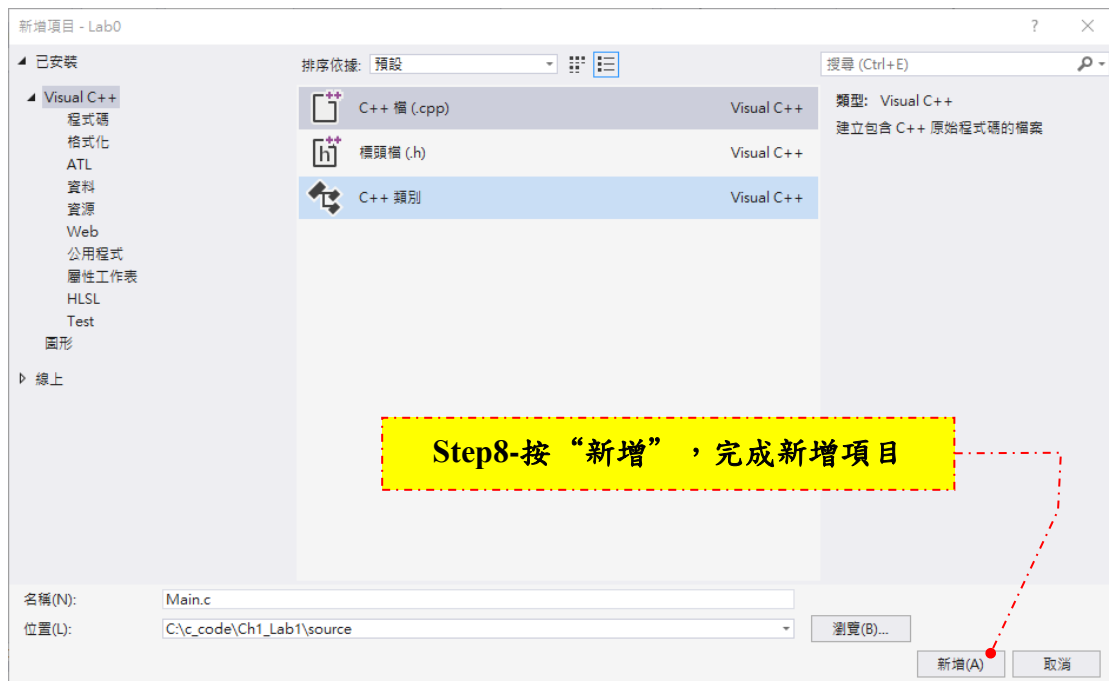 新增項目 - Lab0
?
已安裝
排序依據: 預設
搜尋 (Ctrl+E)
Visual C++
程式碼
格式化
ATL
資料
資源
Web
公用程式
屬性工作表
HLSL
Test
圖形
線上
C++ 檔 (.cpp) Visual C++
標頭檔 (.h) Visual C++
C++ 類別 Visual C++
類型: Visual C++
建立包含 C++ 原始程式碼的檔案
Step8-按“新增”，完成新增項目
名稱(N): Main.c
位置(L): C:\c_code\Ch1_Lab1\source
瀏覽(B)...
新增(A) 取消